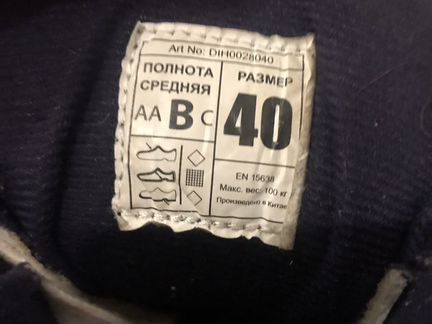 Art No: DIH0028040
ПОЛНОТА
СРЕДНЯЯ
AA B C
РАЗМЕР
40
EN 15638
Макс. вес 100 кг
Произведено в Китае